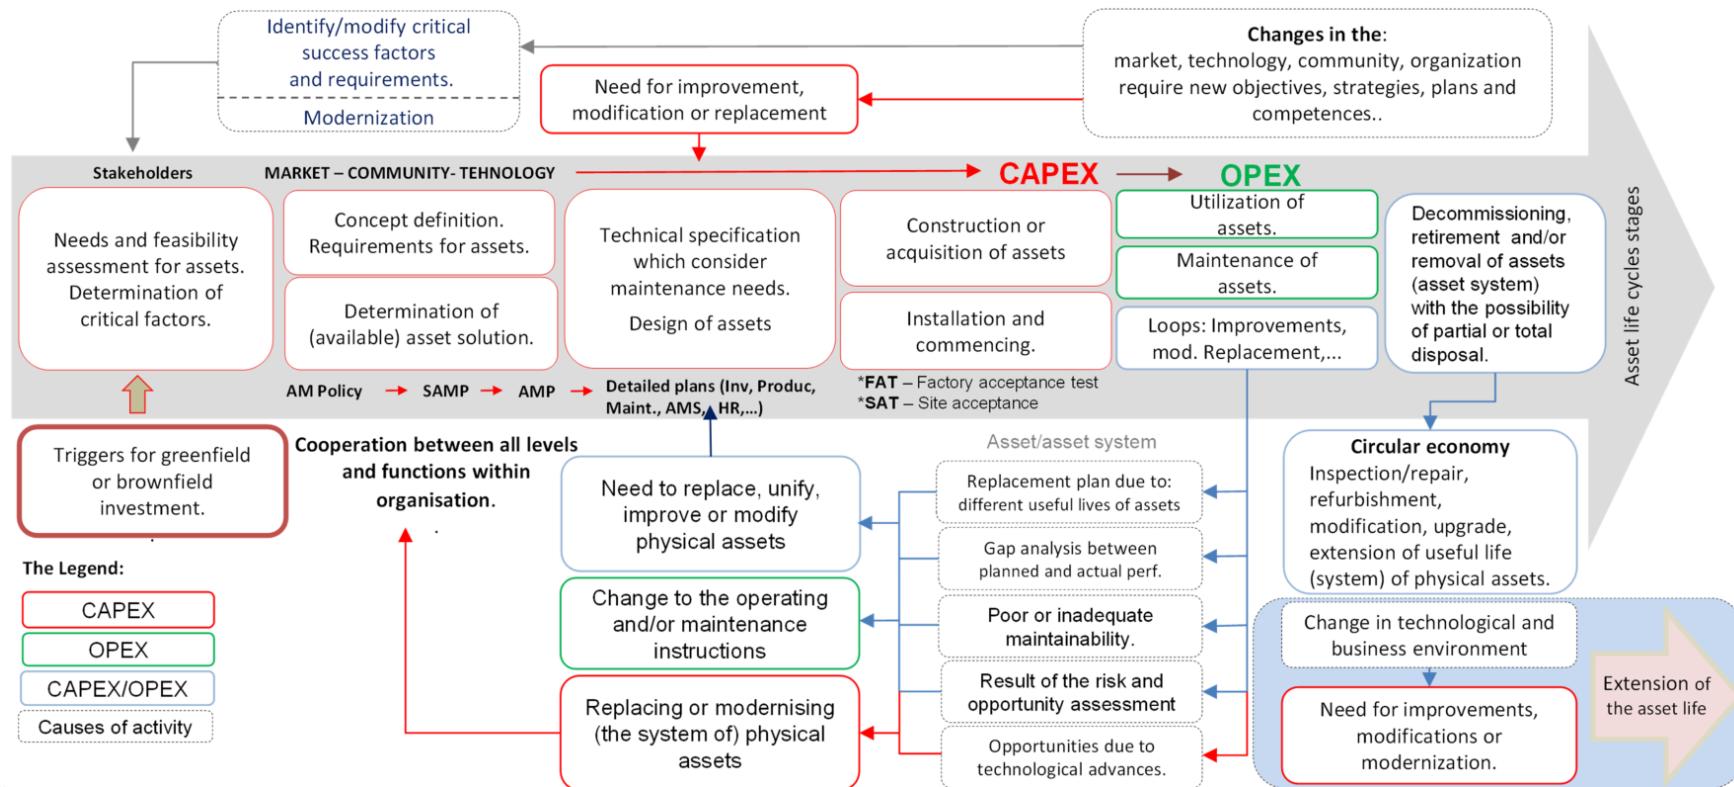 Identify/modify critical
success factors
and requirements.
Modernization
Changes in the:
market, technology, community, organization
require new objectives, strategies, plans and
competences..
Need for improvement,
modification or replacement
Stakeholders
MARKET – COMMUNITY- TEHNOLOGY
CAPEX
OPEX
Needs and feasibility
assessment for assets.
Determination of
critical factors.
Concept definition.
Requirements for assets.
Determination of
(available) asset solution.
Technical specification
which consider
maintenance needs.
Design of assets
Construction or
acquisition of assets
Installation and
commencing.
Utilization of
assets.
Maintenance of
assets.
Loops: Improvements,
mod. Replacement,...
Decommissioning,
retirement and/or
removal of assets
(asset system)
with the possibility
of partial or total
disposal.
Asset life cycles stages
AM Policy
SAMP
AMP
Detailed plans (Inv, Produc,
Maint., AMS, HR,...)
*FAT – Factory acceptance test
*SAT – Site acceptance
Triggers for greenfield
or brownfield
investment.
.
Cooperation between all levels
and functions within
organisation.
.
Need to replace, unify,
improve or modify
physical assets
Change to the operating
and/or maintenance
instructions
Replacing or modernising
(the system of) physical
assets
Asset/asset system
Replacement plan due to:
different useful lives of assets
Gap analysis between
planned and actual perf.
Poor or inadequate
maintainability.
Result of the risk and
opportunity assessment
Opportunities due to
technological advances.
Circular economy
Inspection/repair,
refurbishment,
modification, upgrade,
extension of useful life
(system) of physical assets.
Change in technological and
business environment
Need for improvements,
modifications or
modernization.
Extension of
the asset life
The Legend:
CAPEX
OPEX
CAPEX/OPEX
Causes of activity